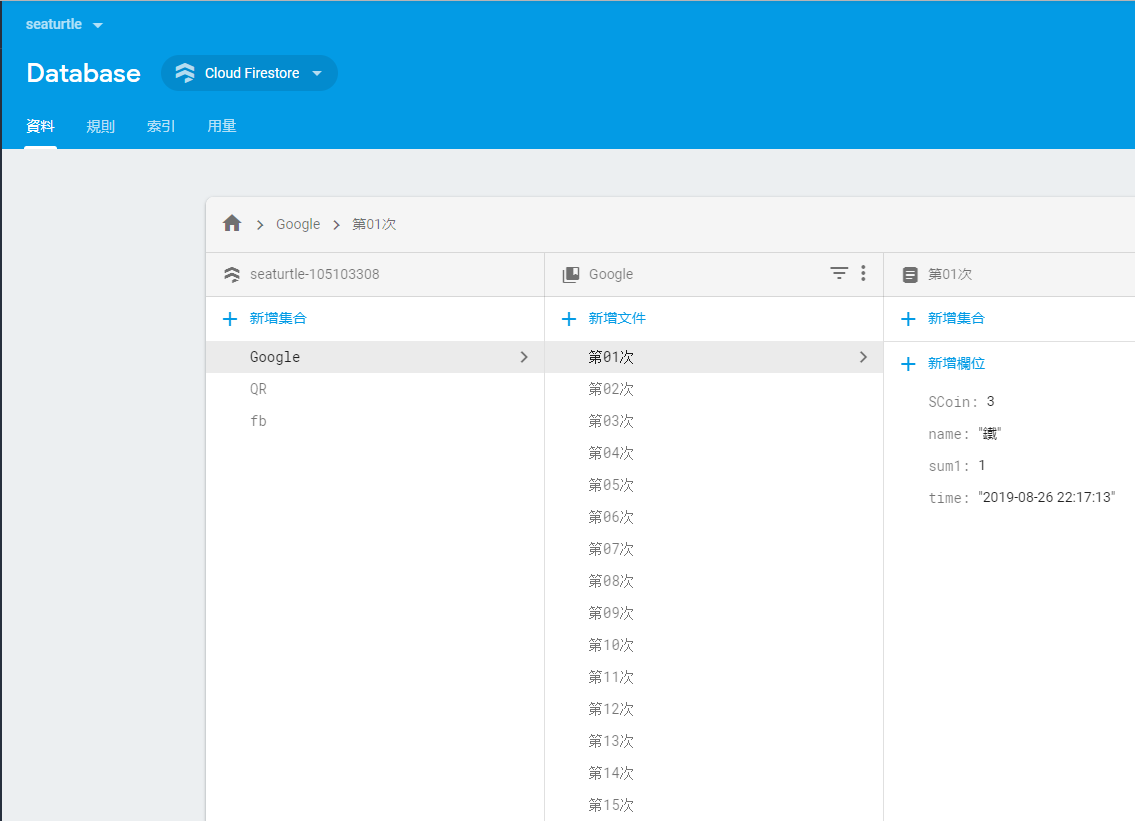 seaturtle
Database
Cloud Firestore
資料 規則 索引 用量
Google 第01次
seaturtle-105103308
新增集合
Google
QR
fb
Google
新增文件
第01次
第02次
第03次
第04次
第05次
第06次
第07次
第08次
第09次
第10次
第11次
第12次
第13次
第14次
第15次
第01次
新增集合
新增欄位
SCoin: 3
name: "鐵"
sum1: 1
time: "2019-08-26 22:17:13"